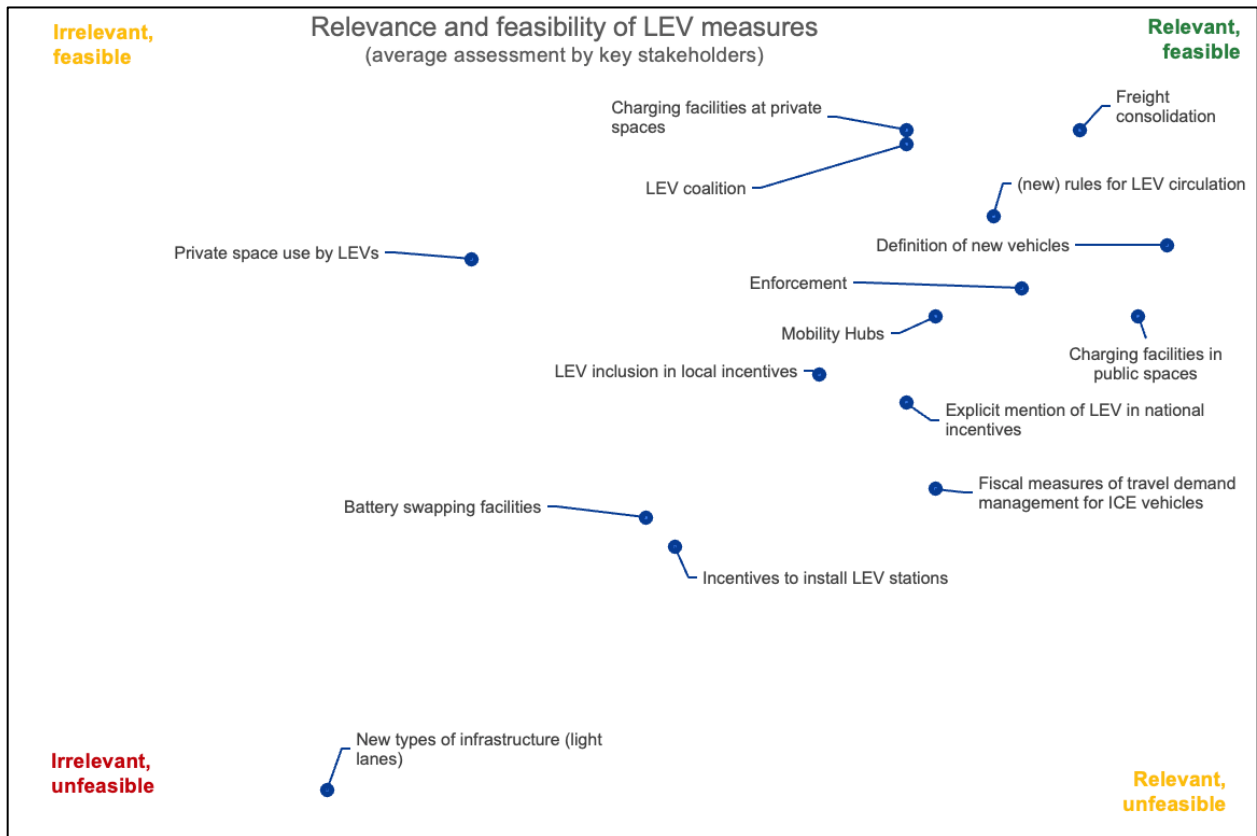 Irrelevant,
feasible
Relevance and feasibility of LEV measures
(average assessment by key stakeholders)
Relevant,
feasible
Charging facilities at private
spaces
Freight
consolidation
LEV coalition
(new) rules for LEV circulation
Private space use by LEVs
Definition of new vehicles
Enforcement
Mobility Hubs
Charging facilities in
public spaces
LEV inclusion in local incentives
Explicit mention of LEV in national
incentives
Fiscal measures of travel demand
management for ICE vehicles
Battery swapping facilities
Incentives to install LEV stations
New types of infrastructure (light
lanes)
Irrelevant,
unfeasible
Relevant,
unfeasible